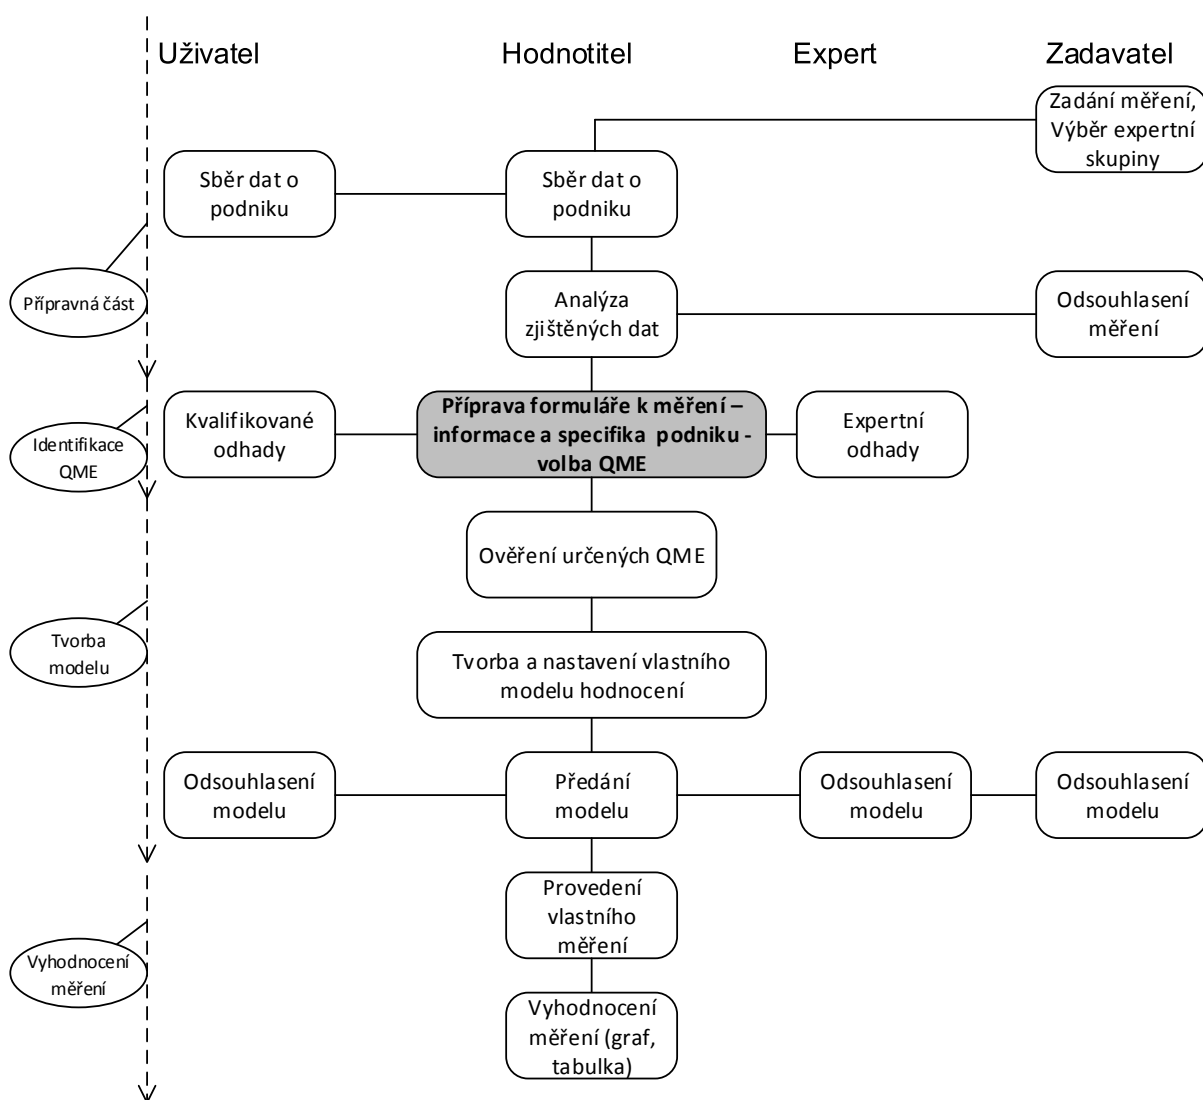 Uživatel
Hodnotitel
Expert
Zadavatel
Zadání měření,
Výběr expertní
skupiny
Sběr dat o
podniku
Sběr dat o
podniku
Přípravná část
Analýza
zjištěných dat
Odsouhlasení
měření
Identifikace
QME
Kvalifikované
odhady
Příprava formuláře k měření –
informace a specifika podniku -
volba QME
Expertní
odhady
Ověření určených QME
Tvorba
modelu
Tvorba a nastavení vlastního
modelu hodnocení
Odsouhlasení
modelu
Předání
modelu
Odsouhlasení
modelu
Odsouhlasení
modelu
Provedení
vlastního
měření
Vyhodnocení
měření
Vyhodnocení
měření (graf,
tabulka)